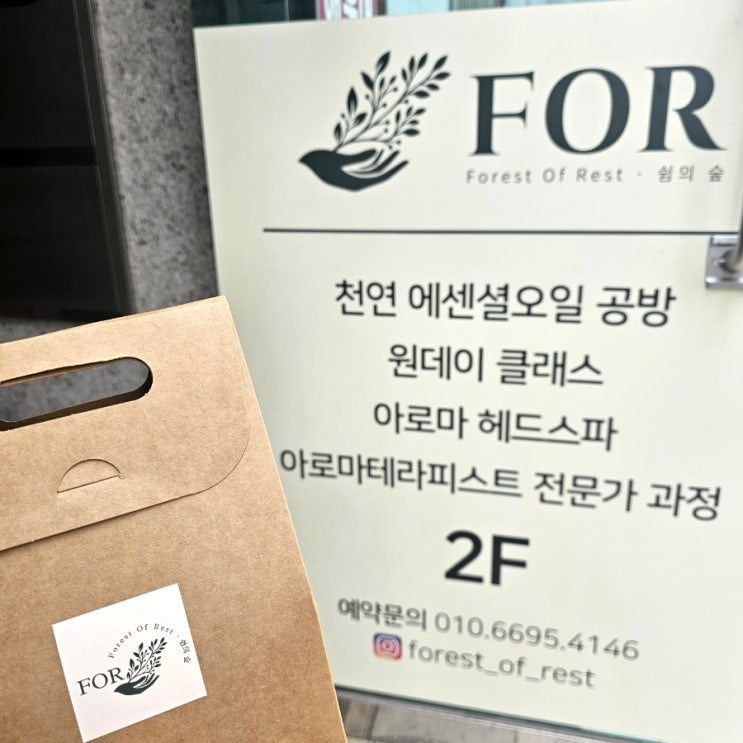 FOR
Forest Of Rest · 쉼의 숲
천연 에센셜오일 공방
원데이 클래스
아로마 헤드스파
아로마테라피스트 전문가 과정
2F
예약문의 010.6695.4146
forest_of_rest
Forest Of Rest · 쉼의 숲
FOR